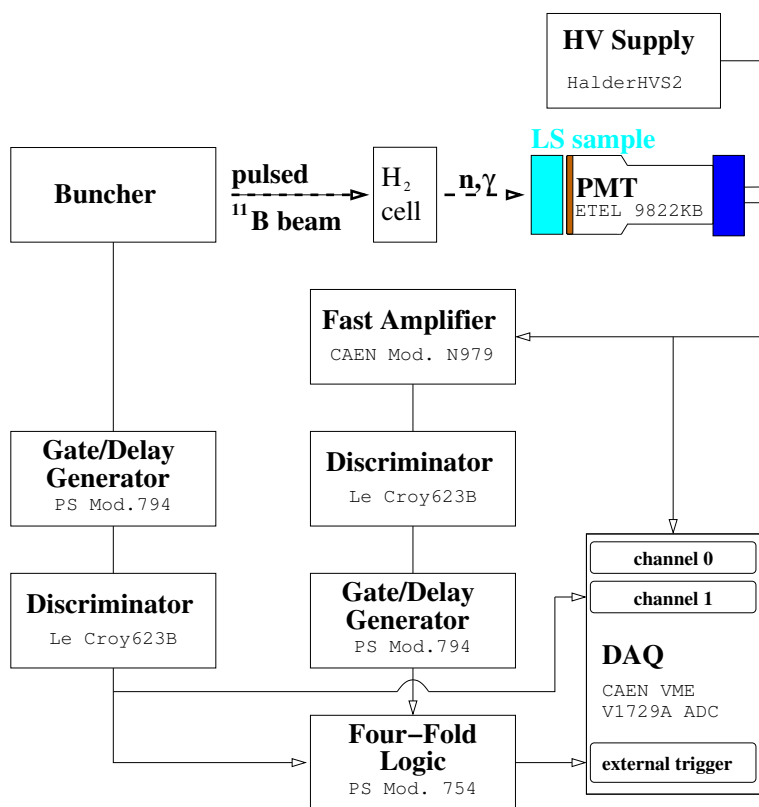 HV Supply
HalderHVS2
LS sample
Buncher
pulsed
¹¹B beam
H₂
cell
n,γ
PMT
ETEL 9822KB
Fast Amplifier
CAEN Mod. N979
Gate/Delay
Generator
PS Mod.794
Discriminator
Le Croy623B
Discriminator
Le Croy623B
Gate/Delay
Generator
PS Mod.794
channel 0
channel 1
DAQ
CAEN VME
V1729A ADC
external trigger
Four−Fold
Logic
PS Mod. 754